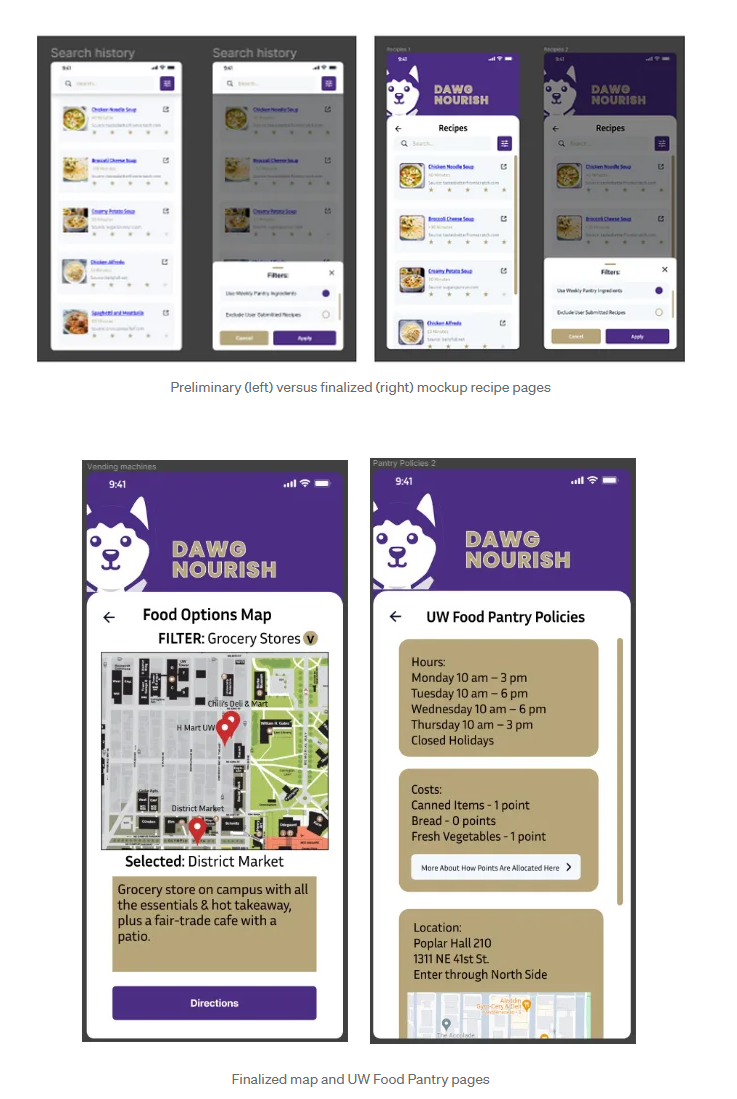 Search history
9:41
Search...
Chicken Noodle Soup
Broccoli Cheese Soup
Creamy Potato Soup
Chicken Alfredo
Spaghetti and Meatballs
Search history
9:41
Search...
Chicken Noodle Soup
Broccoli Cheese Soup
Creamy Potato Soup
Filters:
Use Weekly Pantry Ingredients
Exclude User Submitted Recipes
Cancel
Apply
Recipes 1
9:41
DAWG
NOURISH
Recipes
Search...
Chicken Noodle Soup
Broccoli Cheese Soup
Creamy Potato Soup
Chicken Alfredo
Recipes 2
9:41
DAWG
NOURISH
Recipes
Search...
Chicken Noodle Soup
Broccoli Cheese Soup
Filters:
Use Weekly Pantry Ingredients
Exclude User Submitted Recipes
Cancel
Apply
Preliminary (left) versus finalized (right) mockup recipe pages
Vending machines
9:41
DAWG
NOURISH
Food Options Map
FILTER: Grocery Stores V
Chili's Deli & Mart
H Mart UW
District Market
Selected: District Market
Grocery store on campus with all
the essentials & hot takeaway,
plus a fair-trade cafe with a
patio.
Directions
Pantry Policies 2
9:41
DAWG
NOURISH
UW Food Pantry Policies
Hours:
Monday 10 am – 3 pm
Tuesday 10 am – 6 pm
Wednesday 10 am – 6 pm
Thursday 10 am – 3 pm
Closed Holidays
Costs:
Canned Items - 1 point
Bread - 0 points
Fresh Vegetables - 1 point
More About How Points Are Allocated Here
Location:
Poplar Hall 210
1311 NE 41st St.
Enter through North Side
Finalized map and UW Food Pantry pages